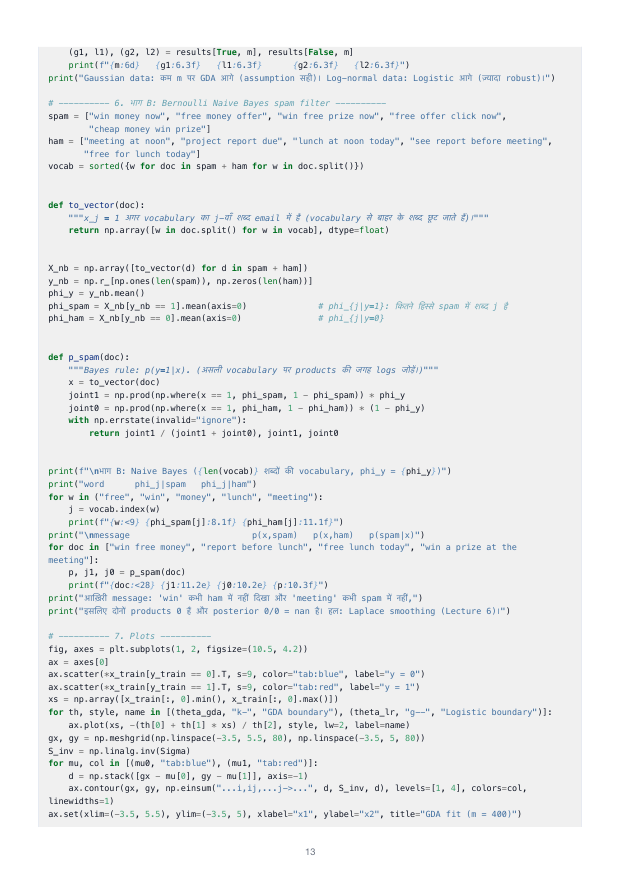 (g1, l1), (g2, l2) = results[True, m], results[False, m]
    print(f"{m:6d}   {g1:6.3f}   {l1:6.3f}      {g2:6.3f}   {l2:6.3f}")
print("Gaussian data: कम m पर GDA आगे (assumption सही)। Log-normal data: Logistic आगे (ज़्यादा robust)।")
# ---------- 6. भाग B: Bernoulli Naive Bayes spam filter ----------
spam = ["win money now", "free money offer", "win free prize now", "free offer click now",
        "cheap money win prize"]
ham = ["meeting at noon", "project report due", "lunch at noon today", "see report before meeting",
       "free for lunch today"]
vocab = sorted({w for doc in spam + ham for w in doc.split()})
def to_vector(doc):
    """x_j = 1 अगर vocabulary का j-वाँ शब्द email में है (vocabulary से बाहर के शब्द छूट जाते हैं)।"""
    return np.array([w in doc.split() for w in vocab], dtype=float)
X_nb = np.array([to_vector(d) for d in spam + ham])
y_nb = np.r_[np.ones(len(spam)), np.zeros(len(ham))]
phi_y = y_nb.mean()
phi_spam = X_nb[y_nb == 1].mean(axis=0)              # phi_{j|y=1}: कितने हिस्से spam में शब्द j है
phi_ham = X_nb[y_nb == 0].mean(axis=0)               # phi_{j|y=0}
def p_spam(doc):
    """Bayes rule: p(y=1|x). (असली vocabulary पर products की जगह logs जोड़ें।)"""
    x = to_vector(doc)
    joint1 = np.prod(np.where(x == 1, phi_spam, 1 - phi_spam)) * phi_y
    joint0 = np.prod(np.where(x == 1, phi_ham, 1 - phi_ham)) * (1 - phi_y)
    with np.errstate(invalid="ignore"):
        return joint1 / (joint1 + joint0), joint1, joint0
print(f"\nभाग B: Naive Bayes ({len(vocab)} शब्दों की vocabulary, phi_y = {phi_y})")
print("word      phi_j|spam   phi_j|ham")
for w in ("free", "win", "money", "lunch", "meeting"):
    j = vocab.index(w)
    print(f"{w:<9} {phi_spam[j]:8.1f} {phi_ham[j]:11.1f}")
print("\nmessage                        p(x,spam)   p(x,ham)   p(spam|x)")
for doc in ["win free money", "report before lunch", "free lunch today", "win a prize at the
meeting"]:
    p, j1, j0 = p_spam(doc)
    print(f"{doc:<28} {j1:11.2e} {j0:10.2e} {p:10.3f}")
print("आखिरी message: 'win' कभी ham में नहीं दिखा और 'meeting' कभी spam में नहीं,")
print("इसलिए दोनों products 0 हैं और posterior 0/0 = nan है। हल: Laplace smoothing (Lecture 6)।")
# ---------- 7. Plots ----------
fig, axes = plt.subplots(1, 2, figsize=(10.5, 4.2))
ax = axes[0]
ax.scatter(*x_train[y_train == 0].T, s=9, color="tab:blue", label="y = 0")
ax.scatter(*x_train[y_train == 1].T, s=9, color="tab:red", label="y = 1")
xs = np.array([x_train[:, 0].min(), x_train[:, 0].max()])
for th, style, name in [(theta_gda, "k-", "GDA boundary"), (theta_lr, "g--", "Logistic boundary")]:
    ax.plot(xs, -(th[0] + th[1] * xs) / th[2], style, lw=2, label=name)
gx, gy = np.meshgrid(np.linspace(-3.5, 5.5, 80), np.linspace(-3.5, 5, 80))
S_inv = np.linalg.inv(Sigma)
for mu, col in [(mu0, "tab:blue"), (mu1, "tab:red")]:
    d = np.stack([gx - mu[0], gy - mu[1]], axis=-1)
    ax.contour(gx, gy, np.einsum("...i,ij,...j->...", d, S_inv, d), levels=[1, 4], colors=col,
linewidths=1)
ax.set(xlim=(-3.5, 5.5), ylim=(-3.5, 5), xlabel="x1", ylabel="x2", title="GDA fit (m = 400)")
13